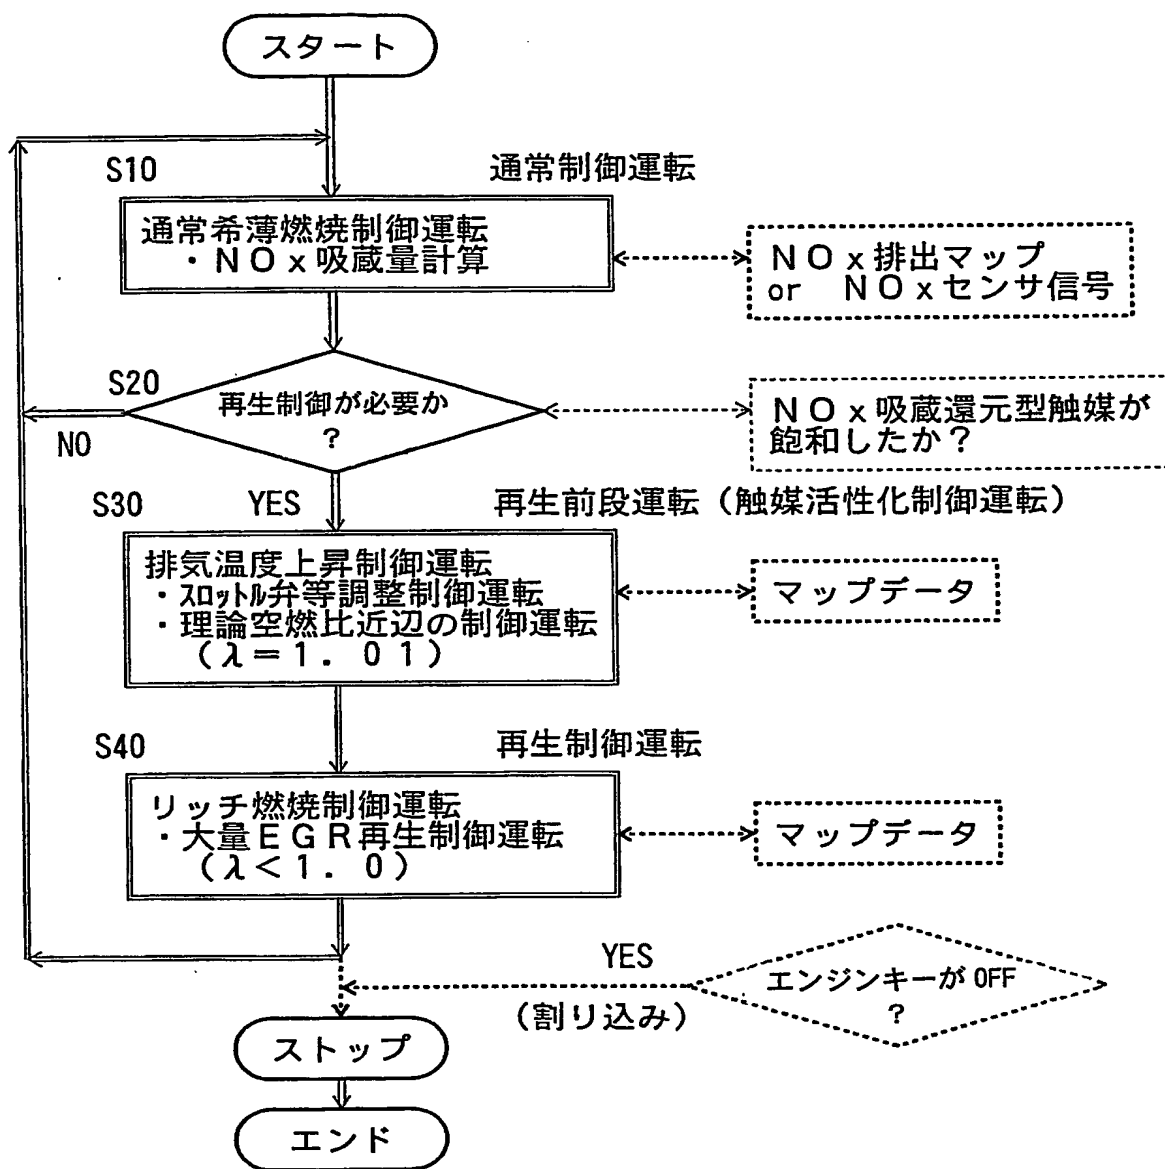 スタート
S10
通常制御運転
通常希薄燃焼制御運転
・ＮＯｘ吸蔵量計算
ＮＯｘ排出マップ
or ＮＯｘセンサ信号
S20
再生制御が必要か
？
ＮＯｘ吸蔵還元型触媒が
飽和したか？
NO
S30
YES
再生前段運転（触媒活性化制御運転）
排気温度上昇制御運転
・ｽﾛｯﾄﾙ弁等調整制御運転
・理論空燃比近辺の制御運転
（λ＝１．０１）
マップデータ
S40
再生制御運転
リッチ燃焼制御運転
・大量ＥＧＲ再生制御運転
（λ＜１．０）
マップデータ
YES
エンジンキーが OFF
？
（割り込み）
ストップ
エンド